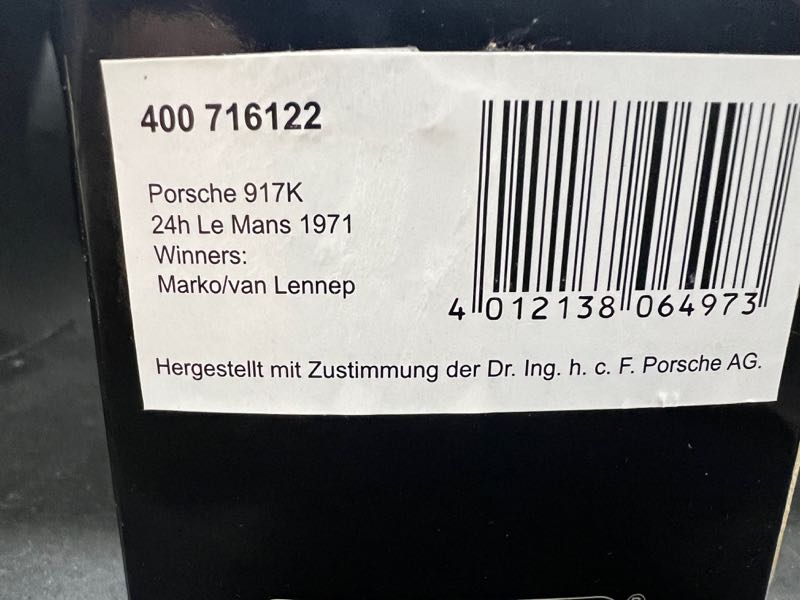 400 716122
Porsche 917K
24h Le Mans 1971
Winners:
Marko/van Lennep
4 012138 064973
Hergestellt mit Zustimmung der Dr. Ing. h. c. F. Porsche AG.
®